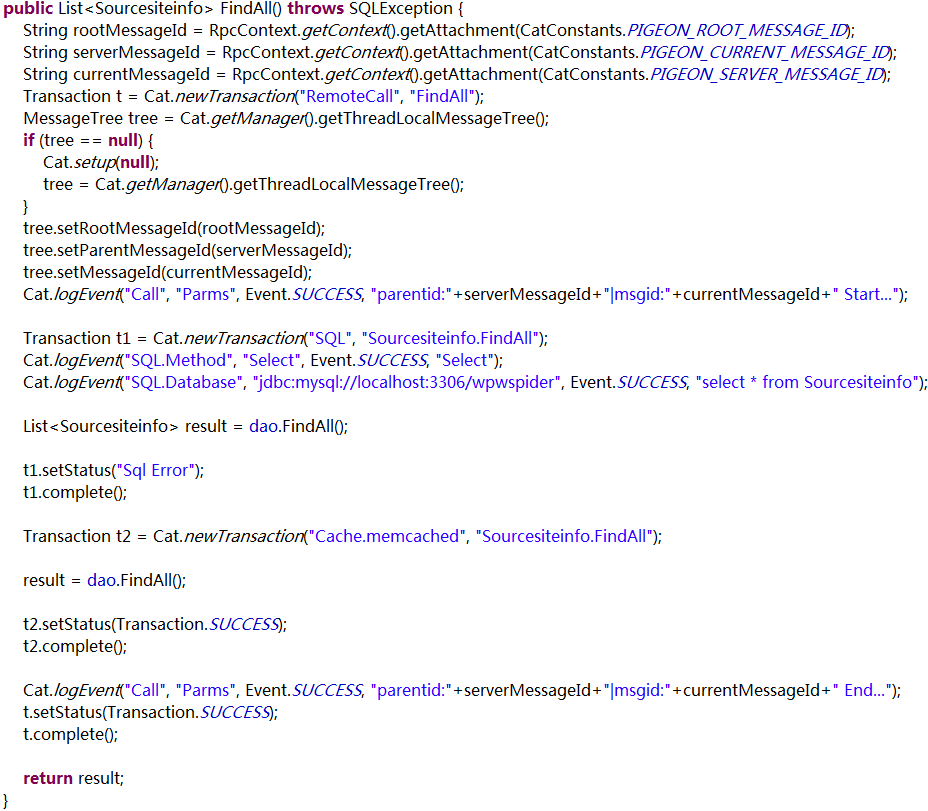 public List<Sourcesiteinfo> FindAll() throws SQLException {
String rootMessageId = RpcContext.getContext().getAttachment(CatConstants.PIGEON_ROOT_MESSAGE_ID);
String serverMessageId = RpcContext.getContext().getAttachment(CatConstants.PIGEON_CURRENT_MESSAGE_ID);
String currentMessageId = RpcContext.getContext().getAttachment(CatConstants.PIGEON_SERVER_MESSAGE_ID);
Transaction t = Cat.newTransaction("RemoteCall", "FindAll");
MessageTree tree = Cat.getManager().getThreadLocalMessageTree();
if (tree == null) {
Cat.setup(null);
tree = Cat.getManager().getThreadLocalMessageTree();
}
tree.setRootMessageId(rootMessageId);
tree.setParentMessageId(serverMessageId);
tree.setMessageId(currentMessageId);
Cat.logEvent("Call", "Parms", Event.SUCCESS, "parentid:"+serverMessageId+"|msgid:"+currentMessageId+" Start...");
Transaction t1 = Cat.newTransaction("SQL", "Sourcesiteinfo.FindAll");
Cat.logEvent("SQL.Method", "Select", Event.SUCCESS, "Select");
Cat.logEvent("SQL.Database", "jdbc:mysql://localhost:3306/wpwspider", Event.SUCCESS, "select * from Sourcesiteinfo");
List<Sourcesiteinfo> result = dao.FindAll();
t1.setStatus("Sql Error");
t1.complete();
Transaction t2 = Cat.newTransaction("Cache.memcached", "Sourcesiteinfo.FindAll");
result = dao.FindAll();
t2.setStatus(Transaction.SUCCESS);
t2.complete();
Cat.logEvent("Call", "Parms", Event.SUCCESS, "parentid:"+serverMessageId+"|msgid:"+currentMessageId+" End...");
t.setStatus(Transaction.SUCCESS);
t.complete();
return result;
}